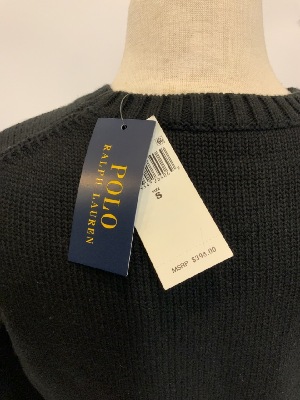 POLO
RALPH LAUREN
S
MSRP $398.00